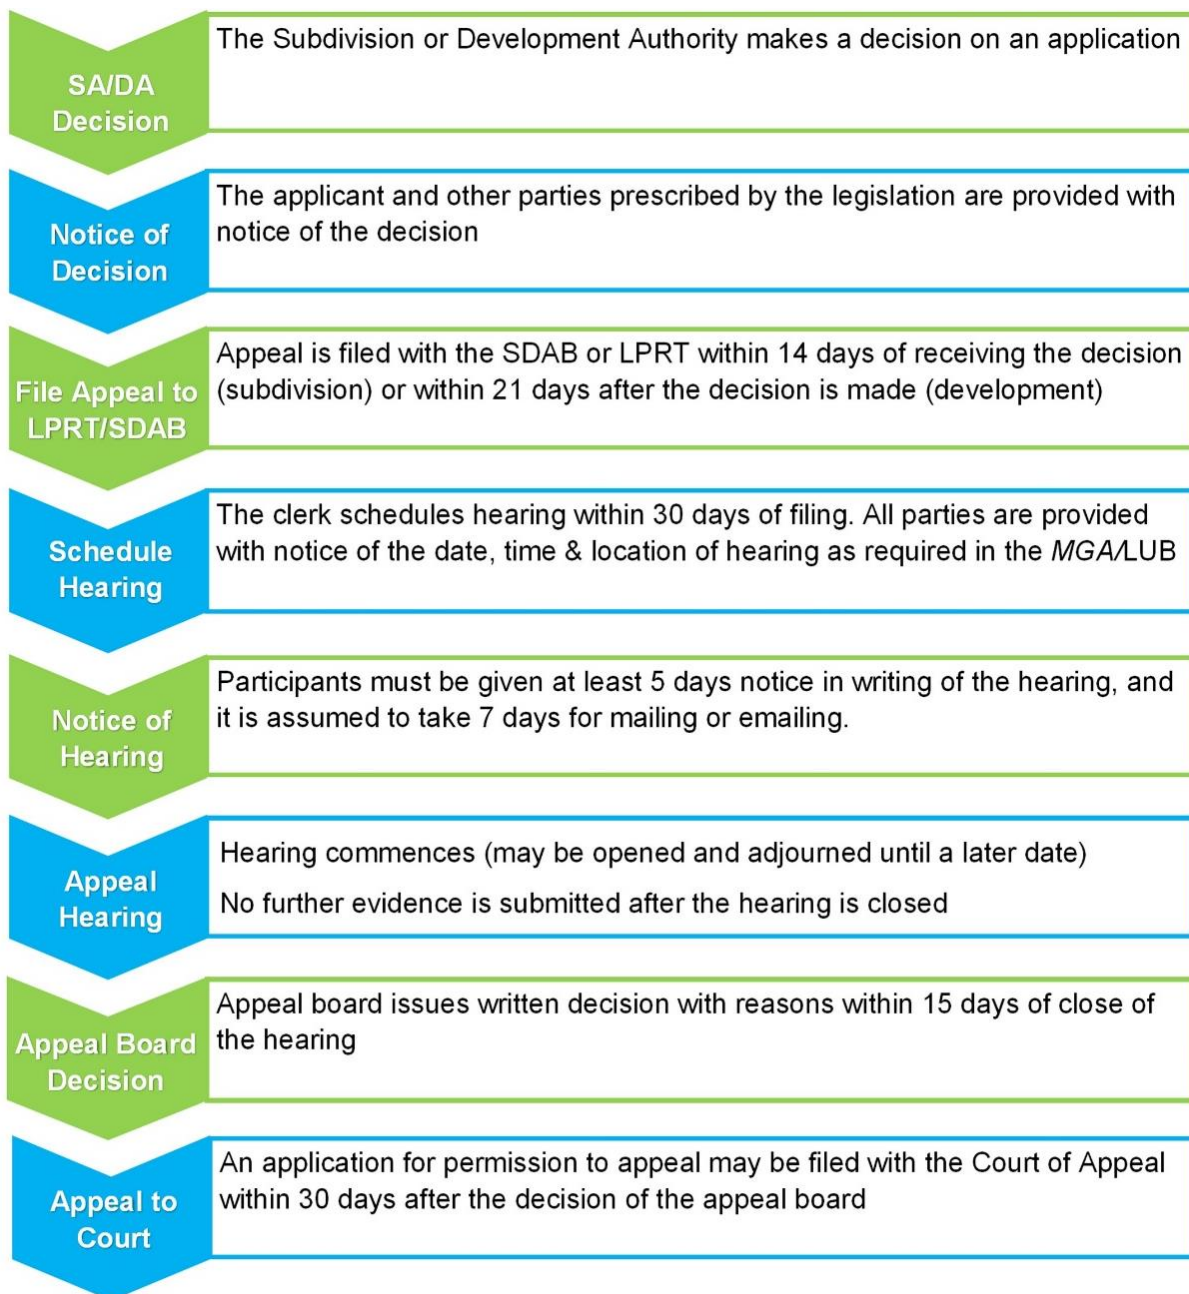 SA/DA
Decision
The Subdivision or Development Authority makes a decision on an application
Notice of
Decision
The applicant and other parties prescribed by the legislation are provided with
notice of the decision
File Appeal to
LPRT/SDAB
Appeal is filed with the SDAB or LPRT within 14 days of receiving the decision
(subdivision) or within 21 days after the decision is made (development)
Schedule
Hearing
The clerk schedules hearing within 30 days of filing. All parties are provided
with notice of the date, time & location of hearing as required in the MGA/LUB
Notice of
Hearing
Participants must be given at least 5 days notice in writing of the hearing, and
it is assumed to take 7 days for mailing or emailing.
Appeal
Hearing
Hearing commences (may be opened and adjourned until a later date)
No further evidence is submitted after the hearing is closed
Appeal Board
Decision
Appeal board issues written decision with reasons within 15 days of close of
the hearing
Appeal to
Court
An application for permission to appeal may be filed with the Court of Appeal
within 30 days after the decision of the appeal board